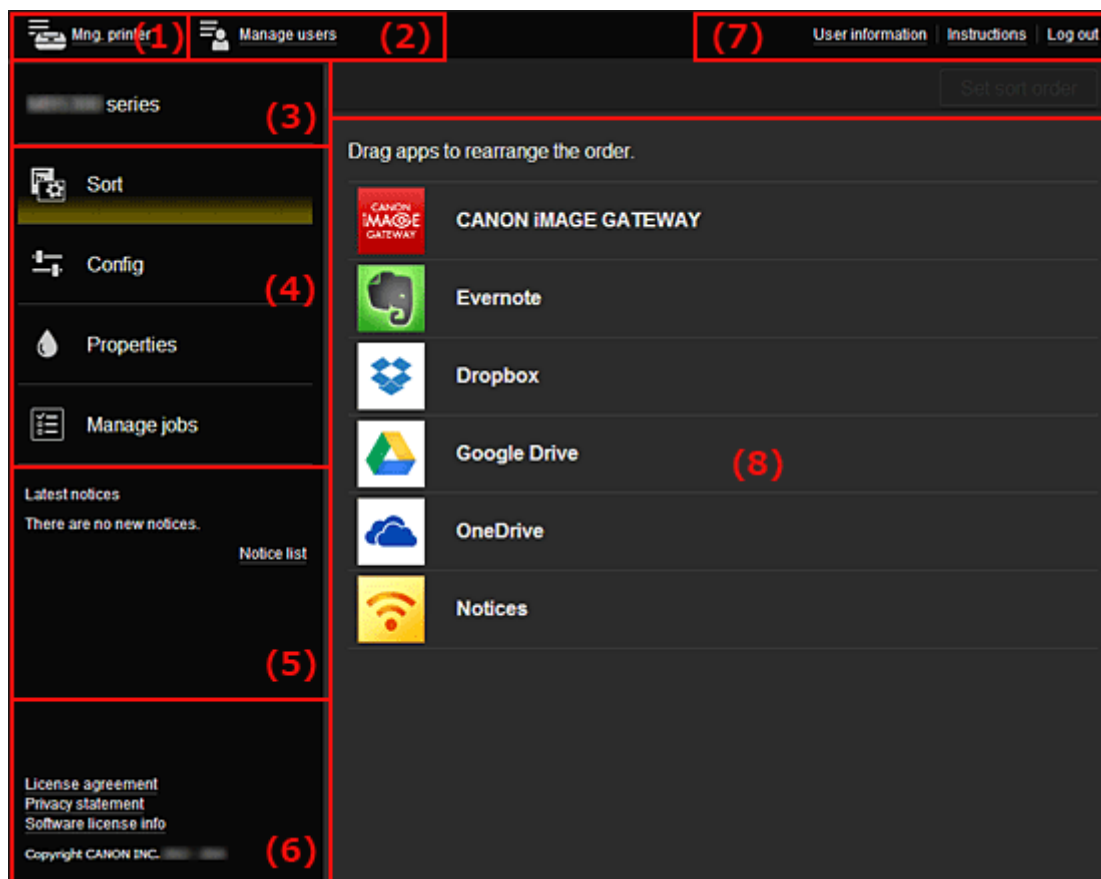 Mng. printer (1)
Manage users (2)
(7) User information Instructions Log out
series (3)
Set sort order
Drag apps to rearrange the order.
Sort
Config
(4)
Properties
Manage jobs
CANON
iMAGE
GATEWAY
CANON iMAGE GATEWAY
Evernote
Dropbox
Google Drive
(8)
OneDrive
Notices
Latest notices
There are no new notices.
Notice list
(5)
License agreement
Privacy statement
Software license info
Copyright CANON INC.
(6)